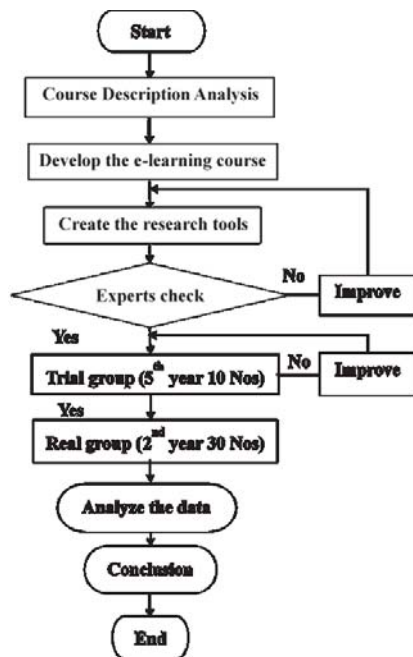 Start
Course Description Analysis
Develop the e-learning course
Create the research tools
Experts check
No
Improve
Yes
Trial group (5th year 10 Nos)
No
Improve
Yes
Real group (2nd year 30 Nos)
Analyze the data
Conclusion
End